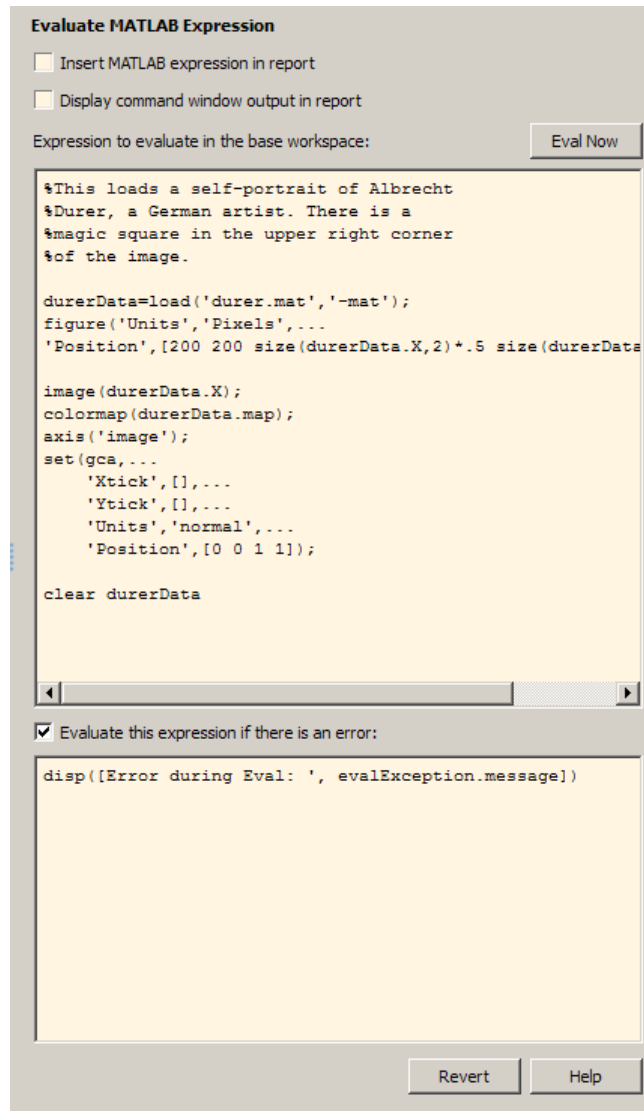 Evaluate MATLAB Expression
Insert MATLAB expression in report
Display command window output in report
Expression to evaluate in the base workspace:
Eval Now
%This loads a self-portrait of Albrecht
%Durer, a German artist. There is a
%magic square in the upper right corner
%of the image.
durerData=load('durer.mat','-mat');
figure('Units','Pixels',...
'Position',[200 200 size(durerData.X,2)*.5 size(durerData
image(durerData.X);
colormap(durerData.map);
axis('image');
set(gca,...
    'Xtick',[],...
    'Ytick',[],...
    'Units','normal',...
    'Position',[0 0 1 1]);
clear durerData
Evaluate this expression if there is an error:
disp([Error during Eval: ', evalException.message])
Revert
Help